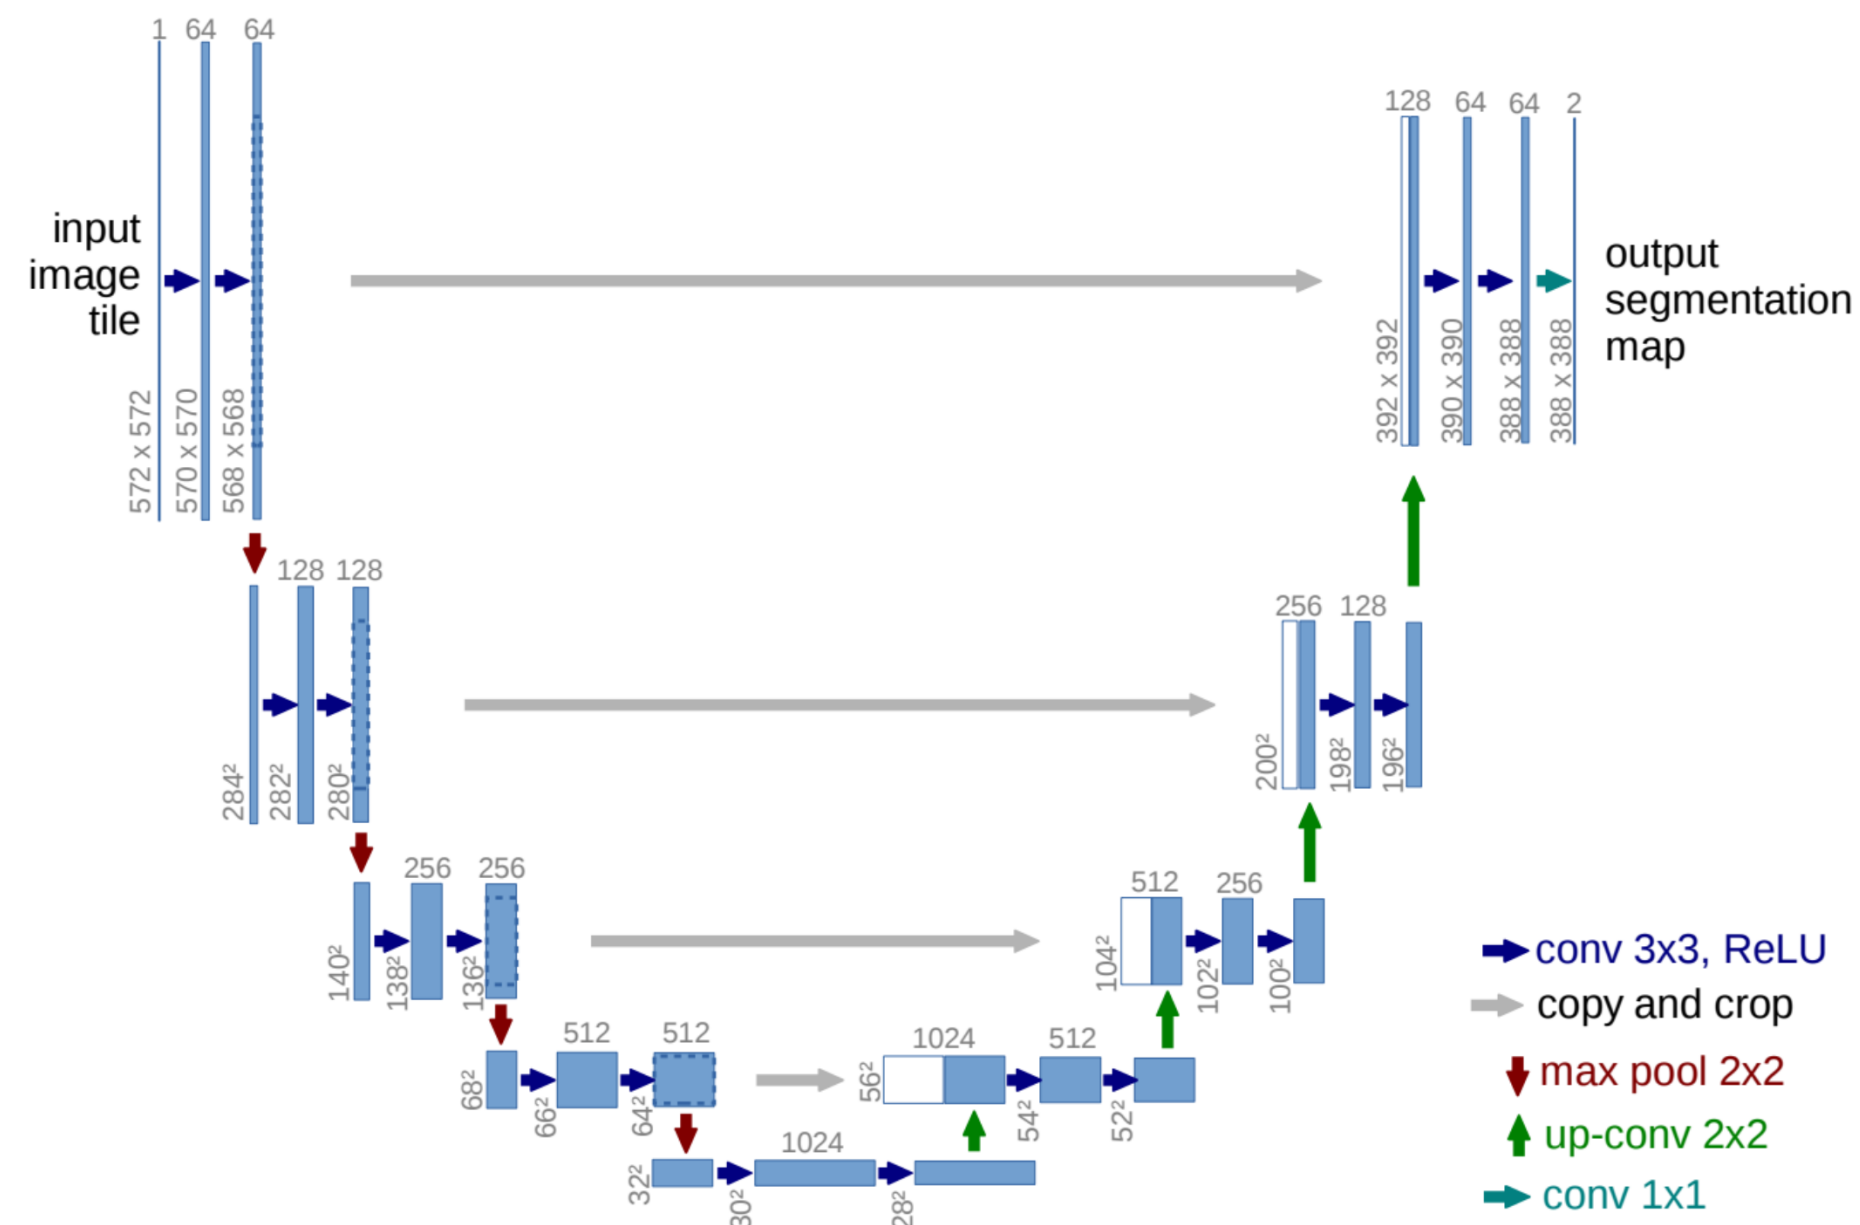 1 64 64
128 64 64 2
input
image
tile
output
segmentation
map
572 x 572
570 x 570
568 x 568
392 x 392
390 x 390
388 x 388
388 x 388
128 128
256 128
284²
282²
280²
200²
198²
196²
256 256
512 256
140²
138²
136²
104²
102²
100²
512 512
1024 512
68²
66²
64²
56²
54²
52²
1024
32²
30²
28²
conv 3x3, ReLU
copy and crop
max pool 2x2
up-conv 2x2
conv 1x1